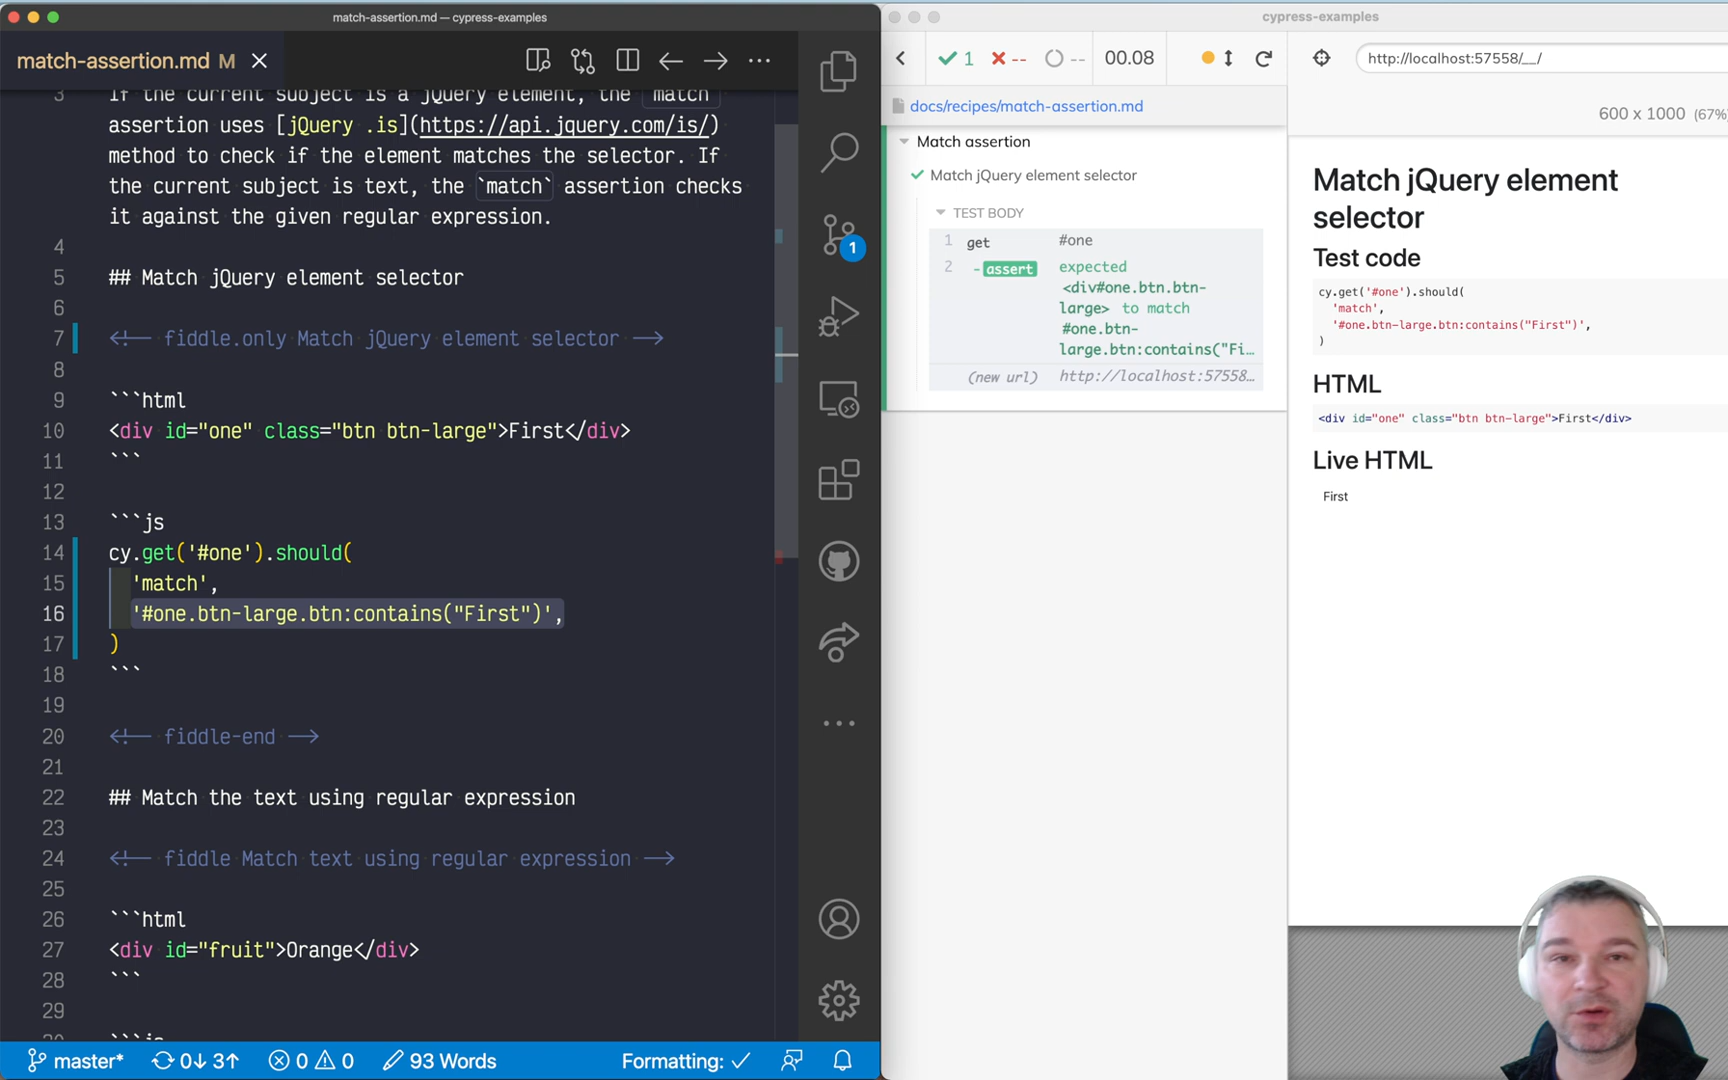 match-assertion.md — cypress-examples
match-assertion.md M
3 If the current subject is a jQuery element, the `match`
assertion uses [jQuery .is](https://api.jquery.com/is/)
method to check if the element matches the selector. If
the current subject is text, the `match` assertion checks
it against the given regular expression.
4
5 ## Match jQuery element selector
6
7 <!-- fiddle.only Match jQuery element selector -->
8
9 ```html
10 <div id="one" class="btn btn-large">First</div>
11 ```
12
13 ```js
14 cy.get('#one').should(
15 'match',
16 '#one.btn-large.btn:contains("First")',
17 )
18 ```
19
20 <!-- fiddle-end -->
21
22 ## Match the text using regular expression
23
24 <!-- fiddle Match text using regular expression -->
25
26 ```html
27 <div id="fruit">Orange</div>
28 ```
29
30 ```js
1
master* 0↓ 3↑ 0 0 93 Words Formatting: ✓
cypress-examples
1 -- -- 00.08
docs/recipes/match-assertion.md
Match assertion
Match jQuery element selector
TEST BODY
1 get #one
2 -assert expected
<div#one.btn.btn-
large> to match
#one.btn-
large.btn:contains("Fi...
(new url) http://localhost:57558...
http://localhost:57558/__/
600 x 1000 (67%
Match jQuery element
selector
Test code
cy.get('#one').should(
'match',
'#one.btn-large.btn:contains("First")',
)
HTML
<div id="one" class="btn btn-large">First</div>
Live HTML
First